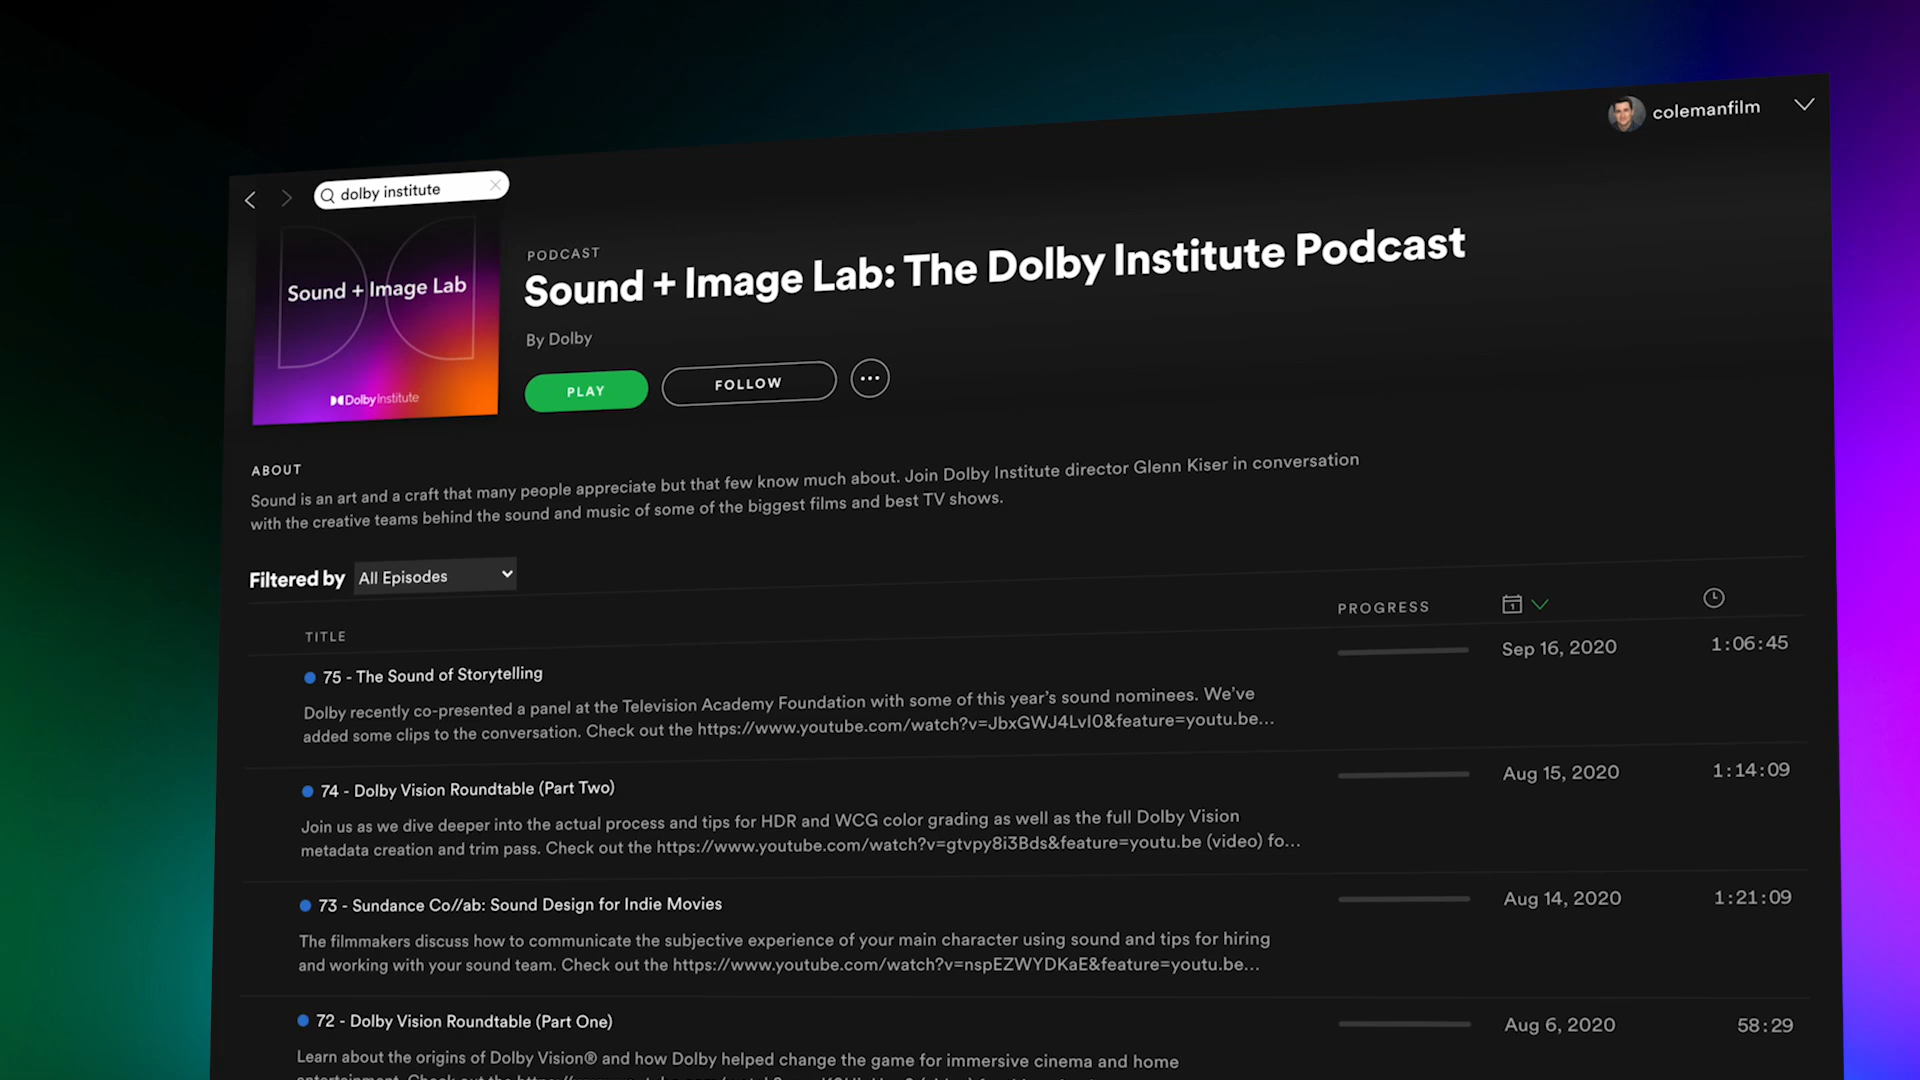 colemanfilm
dolby institute
Sound + Image Lab
Dolby Institute
PODCAST
Sound + Image Lab: The Dolby Institute Podcast
By Dolby
PLAY
FOLLOW
ABOUT
Sound is an art and a craft that many people appreciate but that few know much about. Join Dolby Institute director Glenn Kiser in conversation
with the creative teams behind the sound and music of some of the biggest films and best TV shows.
Filtered by
All Episodes
TITLE
PROGRESS
75 - The Sound of Storytelling
Sep 16, 2020
1:06:45
Dolby recently co-presented a panel at the Television Academy Foundation with some of this year's sound nominees. We've
added some clips to the conversation. Check out the https://www.youtube.com/watch?v=JbxGWJ4LvI0&feature=youtu.be...
74 - Dolby Vision Roundtable (Part Two)
Aug 15, 2020
1:14:09
Join us as we dive deeper into the actual process and tips for HDR and WCG color grading as well as the full Dolby Vision
metadata creation and trim pass. Check out the https://www.youtube.com/watch?v=gtvpy8i3Bds&feature=youtu.be (video) fo...
73 - Sundance Co//ab: Sound Design for Indie Movies
Aug 14, 2020
1:21:09
The filmmakers discuss how to communicate the subjective experience of your main character using sound and tips for hiring
and working with your sound team. Check out the https://www.youtube.com/watch?v=nspEZWYDKaE&feature=youtu.be...
72 - Dolby Vision Roundtable (Part One)
Aug 6, 2020
58:29
Learn about the origins of Dolby Vision® and how Dolby helped change the game for immersive cinema and home